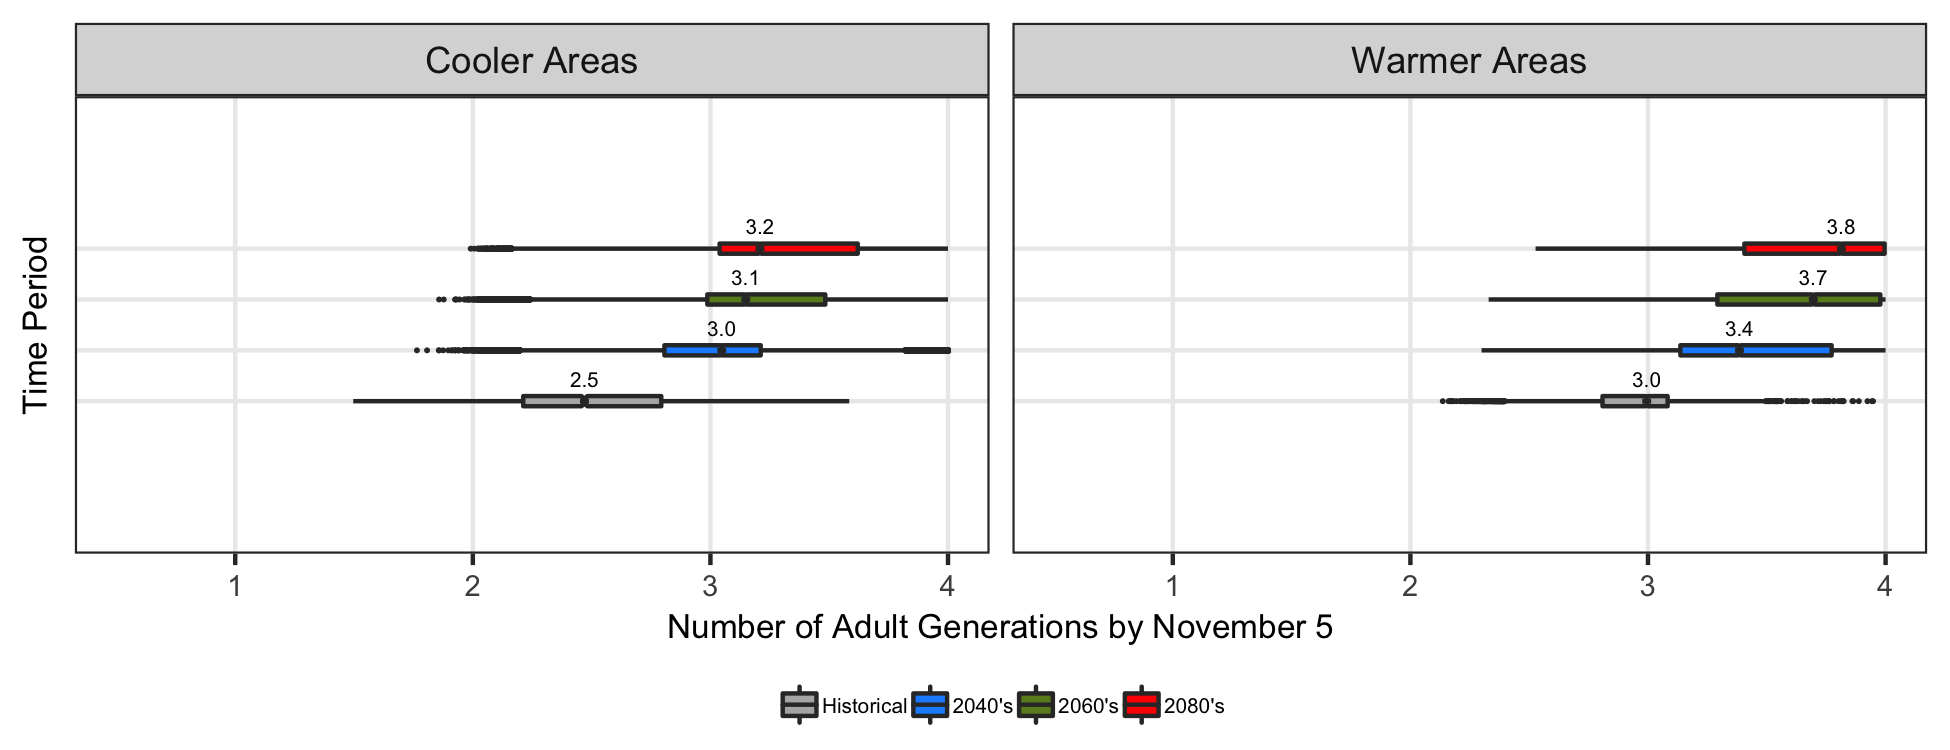 Cooler Areas
Warmer Areas
Time Period
3.2
3.1
3.0
2.5
3.8
3.7
3.4
3.0
1 2 3 4
1 2 3 4
Number of Adult Generations by November 5
Historical 2040's 2060's 2080's